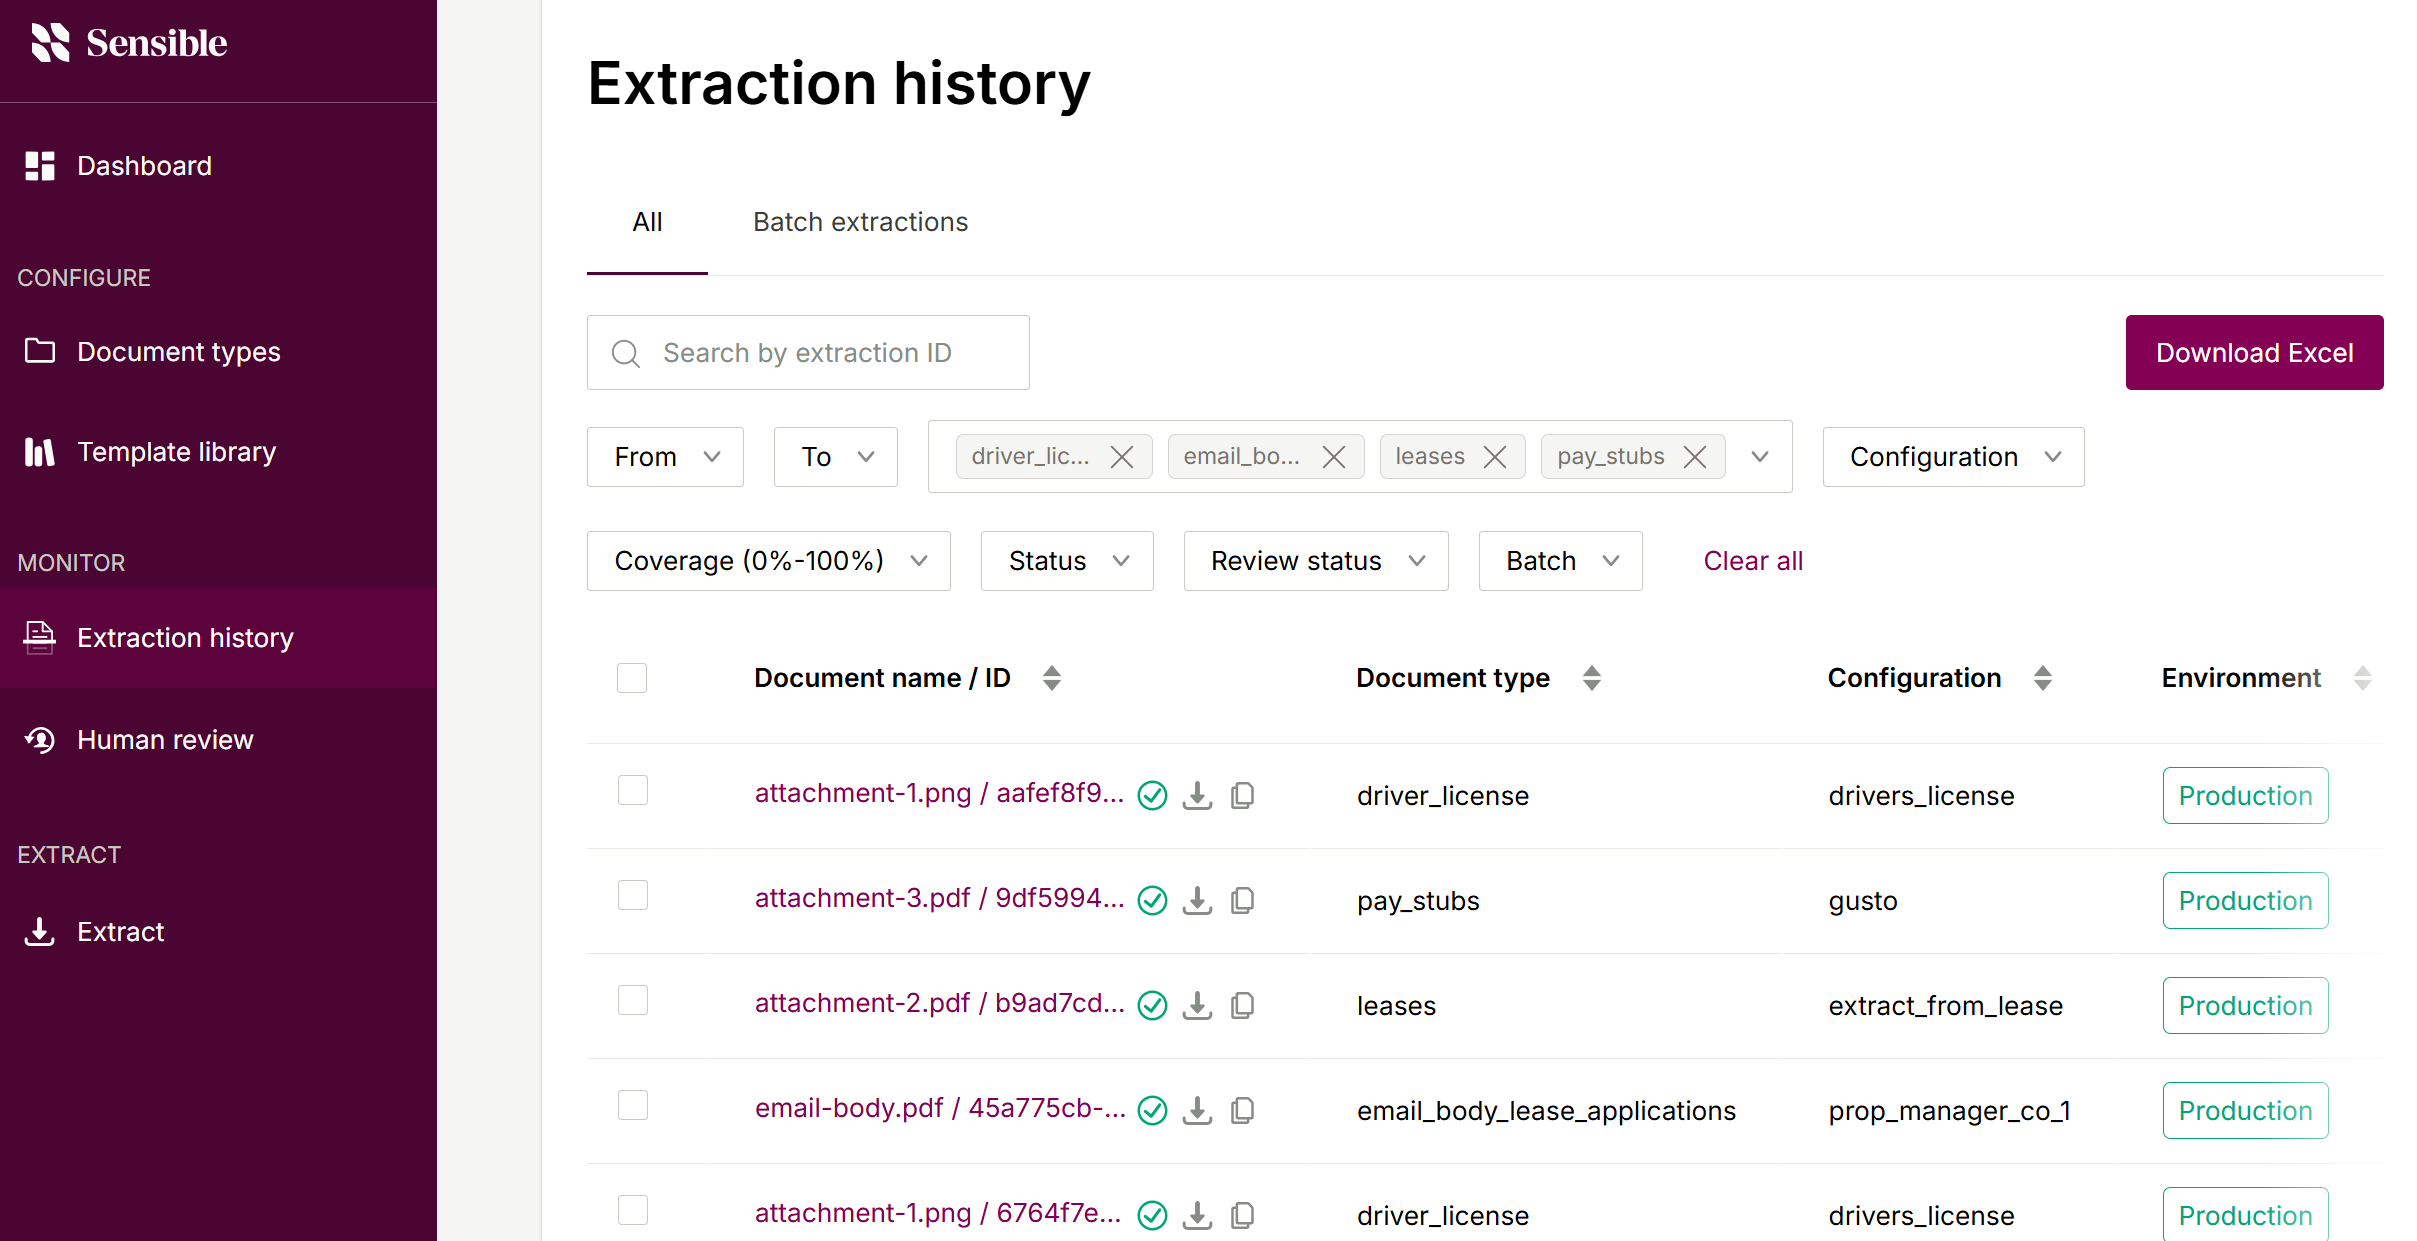 Sensible
Dashboard
CONFIGURE
Document types
Template library
MONITOR
Extraction history
Human review
EXTRACT
Extract
Extraction history
All
Batch extractions
Search by extraction ID
Download Excel
From
To
driver_lic...
email_bo...
leases
pay_stubs
Configuration
Coverage (0%-100%)
Status
Review status
Batch
Clear all
Document name / ID
Document type
Configuration
Environment
attachment-1.png / aafef8f9...
driver_license
drivers_license
Production
attachment-3.pdf / 9df5994...
pay_stubs
gusto
Production
attachment-2.pdf / b9ad7cd...
leases
extract_from_lease
Production
email-body.pdf / 45a775cb-...
email_body_lease_applications
prop_manager_co_1
Production
attachment-1.png / 6764f7e...
driver_license
drivers_license
Production